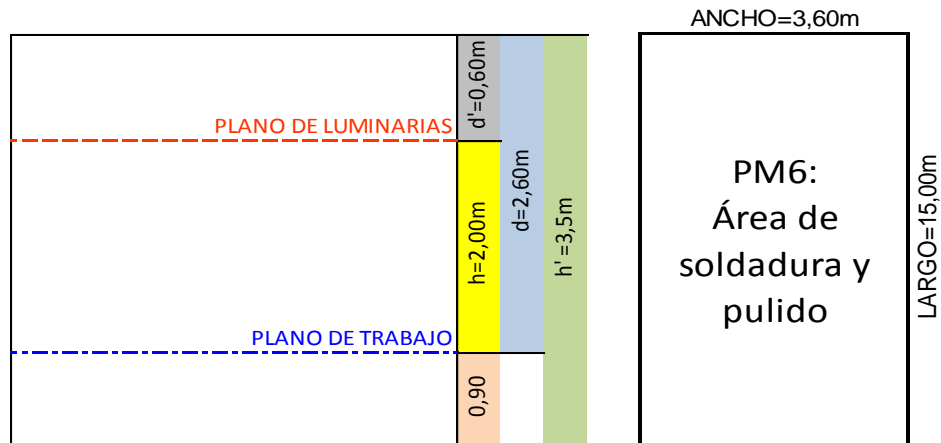 PLANO DE LUMINARIAS
PLANO DE TRABAJO
d'=0,60m
h=2,00m
0,90
d=2,60m
h' =3,5m
ANCHO=3,60m
PM6:
Área de
soldadura y
pulido
LARGO=15,00m